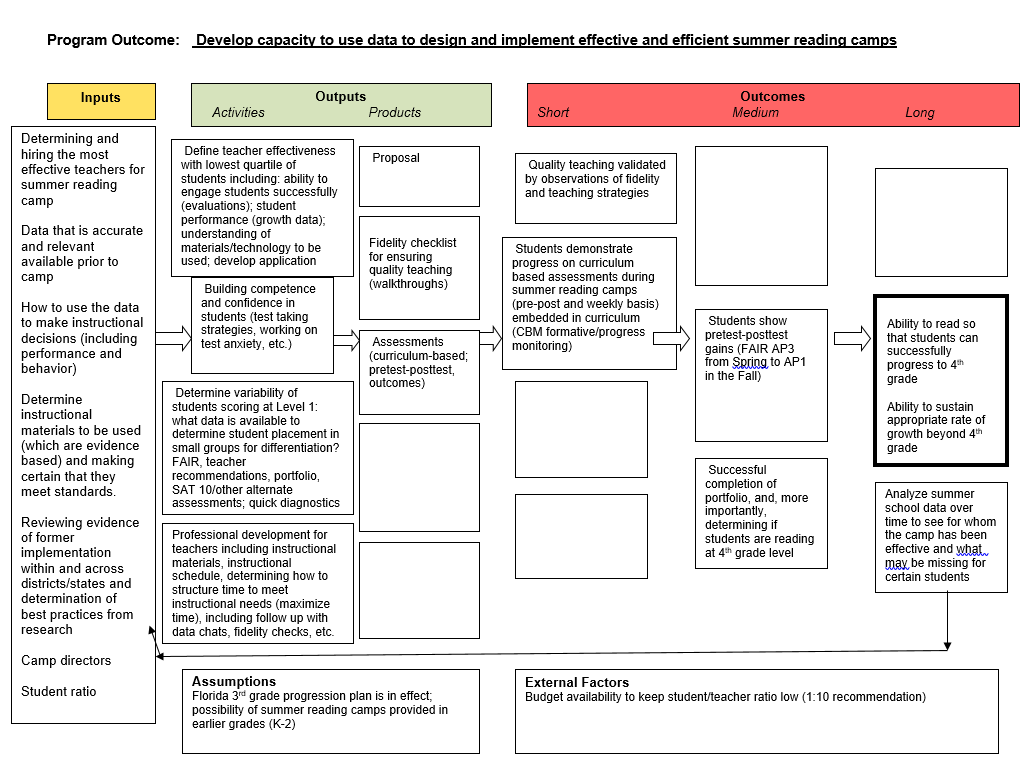 Program Outcome: Develop capacity to use data to design and implement effective and efficient summer reading camps
Inputs
Determining and
hiring the most
effective teachers for
summer reading
camp
Data that is accurate
and relevant
available prior to
camp
How to use the data
to make instructional
decisions (including
performance and
behavior)
Determine
instructional
materials to be used
(which are evidence
based) and making
certain that they
meet standards.
Reviewing evidence
of former
implementation
within and across
districts/states and
determination of
best practices from
research
Camp directors
Student ratio
Outputs
Activities Products
Define teacher effectiveness
with lowest quartile of
students including: ability to
engage students successfully
(evaluations); student
performance (growth data);
understanding of
materials/technology to be
used; develop application
Building competence
and confidence in
students (test taking
strategies, working on
test anxiety, etc.)
Determine variability of
students scoring at Level 1:
what data is available to
determine student placement in
small groups for differentiation?
FAIR, teacher
recommendations, portfolio,
SAT 10/other alternate
assessments; quick diagnostics
Professional development for
teachers including instructional
materials, instructional
schedule, determining how to
structure time to meet
instructional needs (maximize
time), including follow up with
data chats, fidelity checks, etc.
Proposal
Fidelity checklist
for ensuring
quality teaching
(walkthroughs)
Assessments
(curriculum-based;
pretest-posttest,
outcomes)
Outcomes
Short Medium Long
Quality teaching validated
by observations of fidelity
and teaching strategies
Students demonstrate
progress on curriculum
based assessments during
summer reading camps
(pre-post and weekly basis)
embedded in curriculum
(CBM formative/progress
monitoring)
Students show
pretest-posttest
gains (FAIR AP3
from Spring to AP1
in the Fall)
Successful
completion of
portfolio, and, more
importantly,
determining if
students are reading
at 4th grade level
Ability to read so
that students can
successfully
progress to 4th
grade
Ability to sustain
appropriate rate of
growth beyond 4th
grade
Analyze summer
school data over
time to see for whom
the camp has been
effective and what
may be missing for
certain students
Assumptions
Florida 3rd grade progression plan is in effect;
possibility of summer reading camps provided in
earlier grades (K-2)
External Factors
Budget availability to keep student/teacher ratio low (1:10 recommendation)